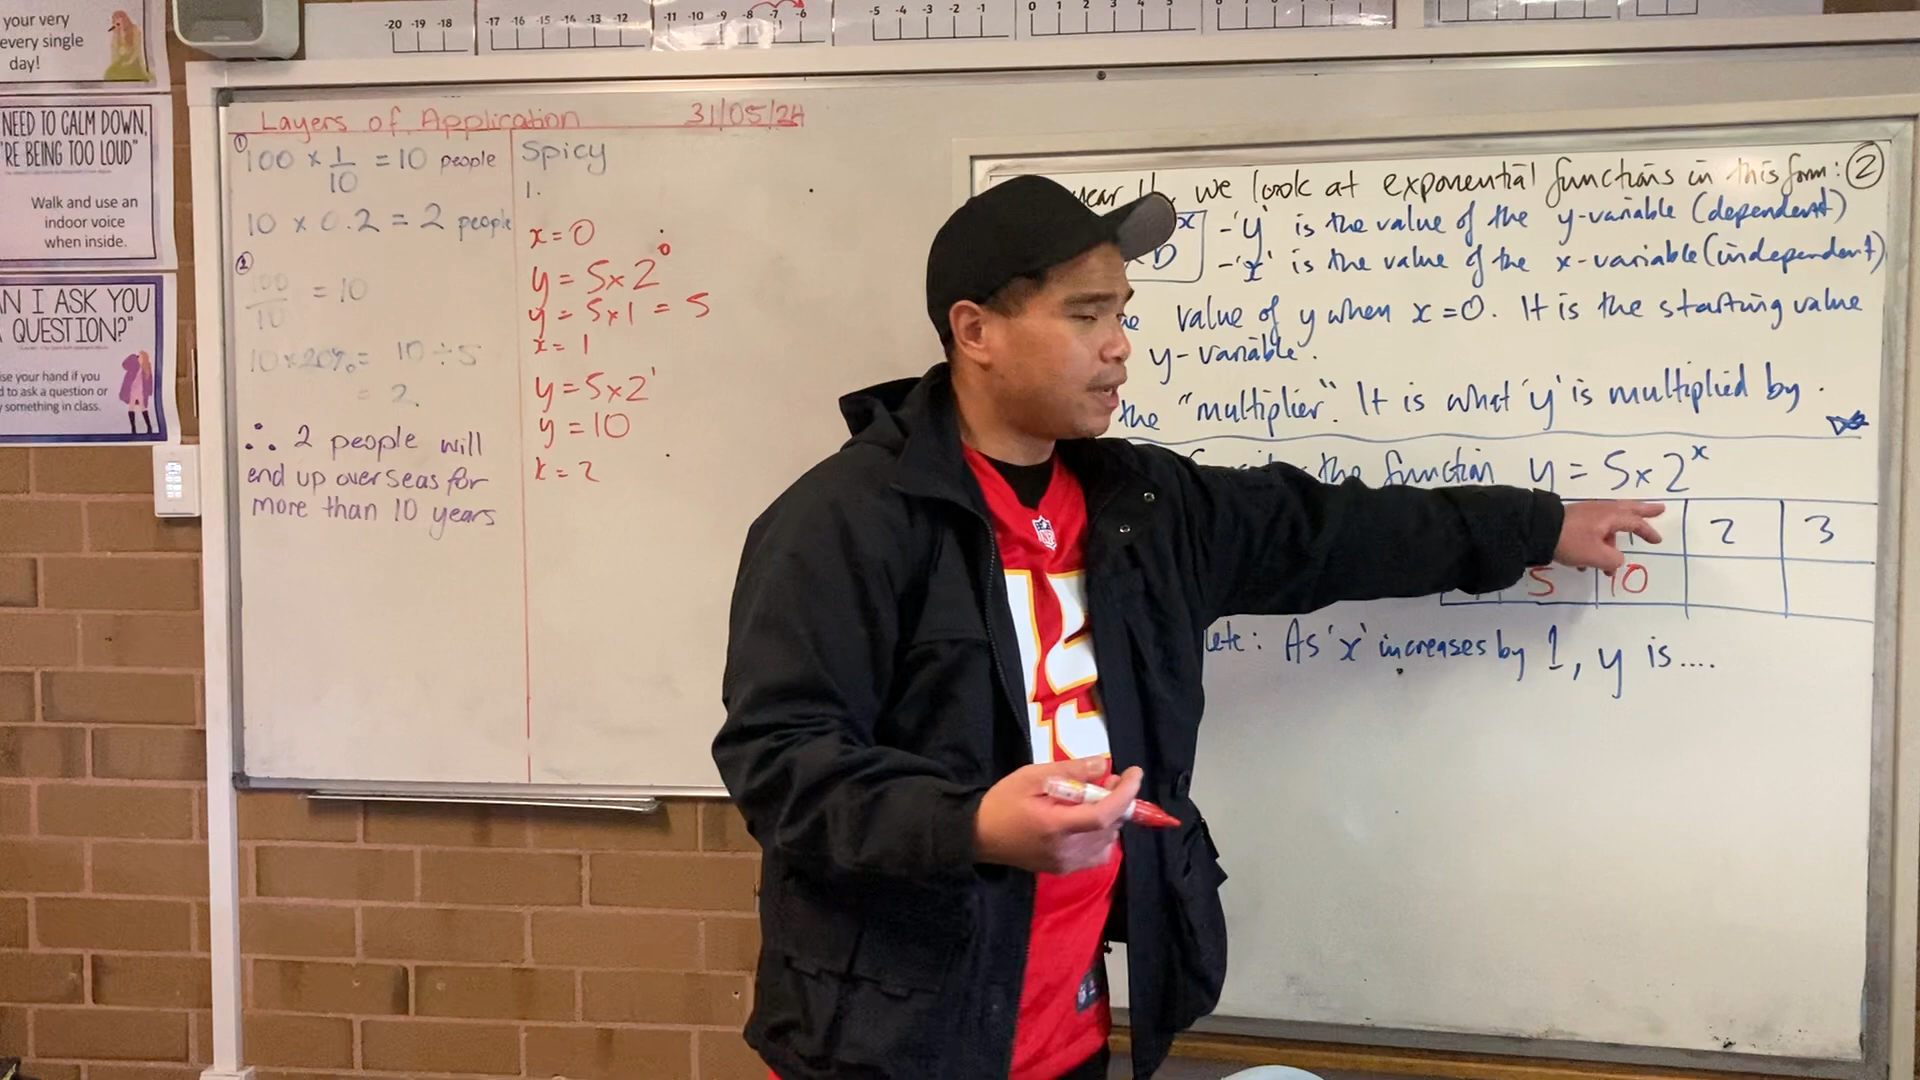 your very
every single
day!
NEED TO CALM DOWN,
'RE BEING TOO LOUD"
Walk and use an
indoor voice
when inside.
AN I ASK YOU
QUESTION?"
se your hand if you
d to ask a question or
something in class.
-20 -19 -18 -17 -16 -15 -14 -13 -12 -11 -10 -9 -8 -7 -6 -5 -4 -3 -2 -1 0 1 2 3 4 5
Layers of Application 31/05/24
① 100 × 1/10 = 10 people
10 × 0.2 = 2 people
② 100/10 = 10
10 × 20% = 10 ÷ 5
= 2.
∴ 2 people will
end up overseas for
more than 10 years
Spicy
1.
x = 0
y = 5 × 2⁰
y = 5 × 1 = 5
x = 1
y = 5 × 2¹
y = 10
x = 2
year 11, we look at exponential functions in this form: ②
×b^x - 'y' is the value of the y-variable (dependent)
- 'x' is the value of the x-variable (independent)
value of y when x = 0. It is the starting value
y-variable.
the "multiplier". It is what 'y' is multiplied by.
the function y = 5 × 2^x
1 2 3
5 10
lete: As 'x' increases by 1, y is....
NFL
15